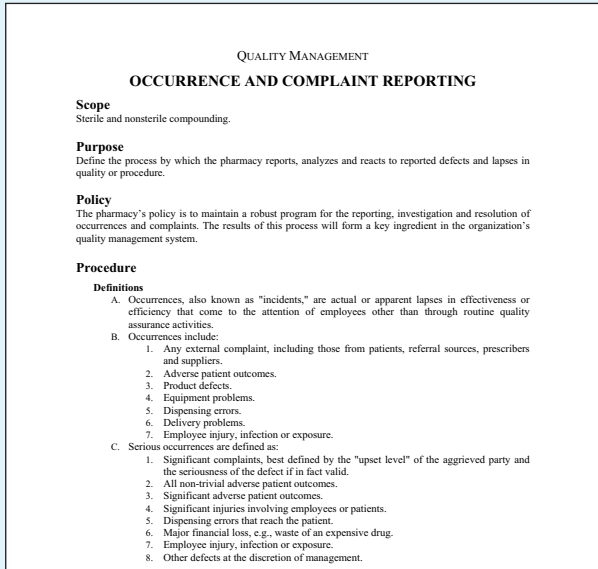 QUALITY MANAGEMENT
OCCURRENCE AND COMPLAINT REPORTING
Scope
Sterile and nonsterile compounding.
Purpose
Define the process by which the pharmacy reports, analyzes and reacts to reported defects and lapses in
quality or procedure.
Policy
The pharmacy's policy is to maintain a robust program for the reporting, investigation and resolution of
occurrences and complaints. The results of this process will form a key ingredient in the organization's
quality management system.
Procedure
Definitions
A. Occurrences, also known as "incidents," are actual or apparent lapses in effectiveness or
efficiency that come to the attention of employees other than through routine quality
assurance activities.
B. Occurrences include:
1. Any external complaint, including those from patients, referral sources, prescribers
and suppliers.
2. Adverse patient outcomes.
3. Product defects.
4. Equipment problems.
5. Dispensing errors.
6. Delivery problems.
7. Employee injury, infection or exposure.
C. Serious occurrences are defined as:
1. Significant complaints, best defined by the "upset level" of the aggrieved party and
the seriousness of the defect if in fact valid.
2. All non-trivial adverse patient outcomes.
3. Significant adverse patient outcomes.
4. Significant injuries involving employees or patients.
5. Dispensing errors that reach the patient.
6. Major financial loss, e.g., waste of an expensive drug.
7. Employee injury, infection or exposure.
8. Other defects at the discretion of management.